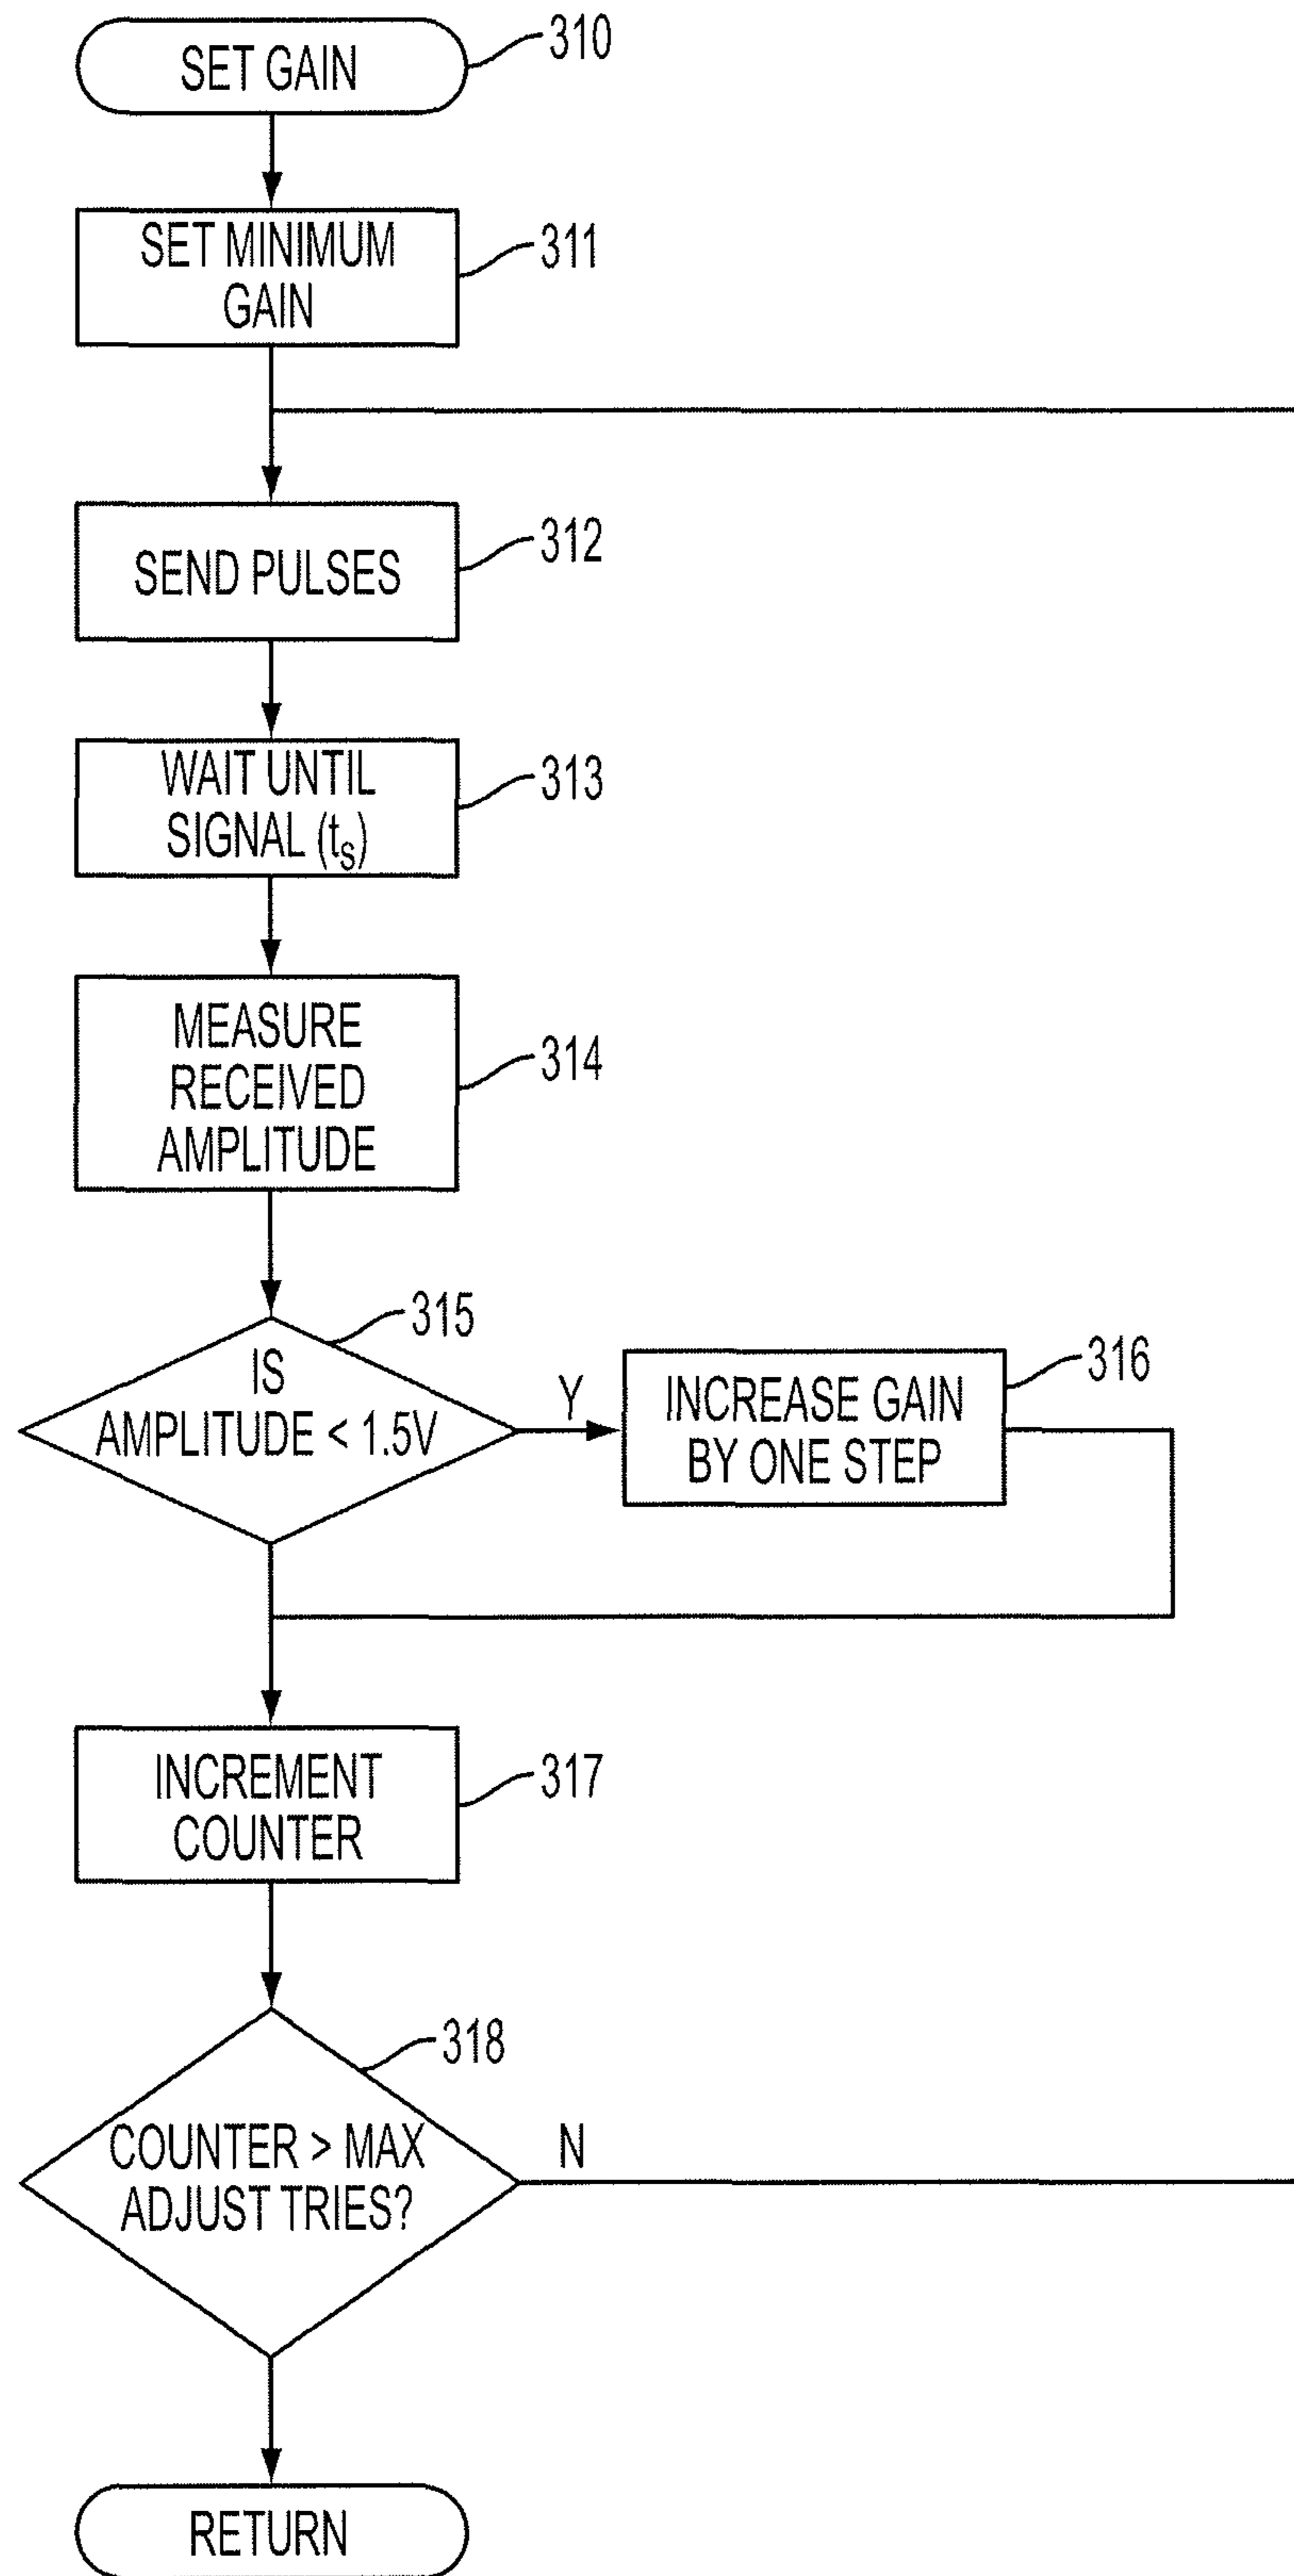 SET GAIN
310
SET MINIMUM
GAIN
311
SEND PULSES
312
WAIT UNTIL
SIGNAL (ts)
313
MEASURE
RECEIVED
AMPLITUDE
314
IS
AMPLITUDE < 1.5V
315
Y
INCREASE GAIN
BY ONE STEP
316
INCREMENT
COUNTER
317
COUNTER > MAX
ADJUST TRIES?
318
N
RETURN